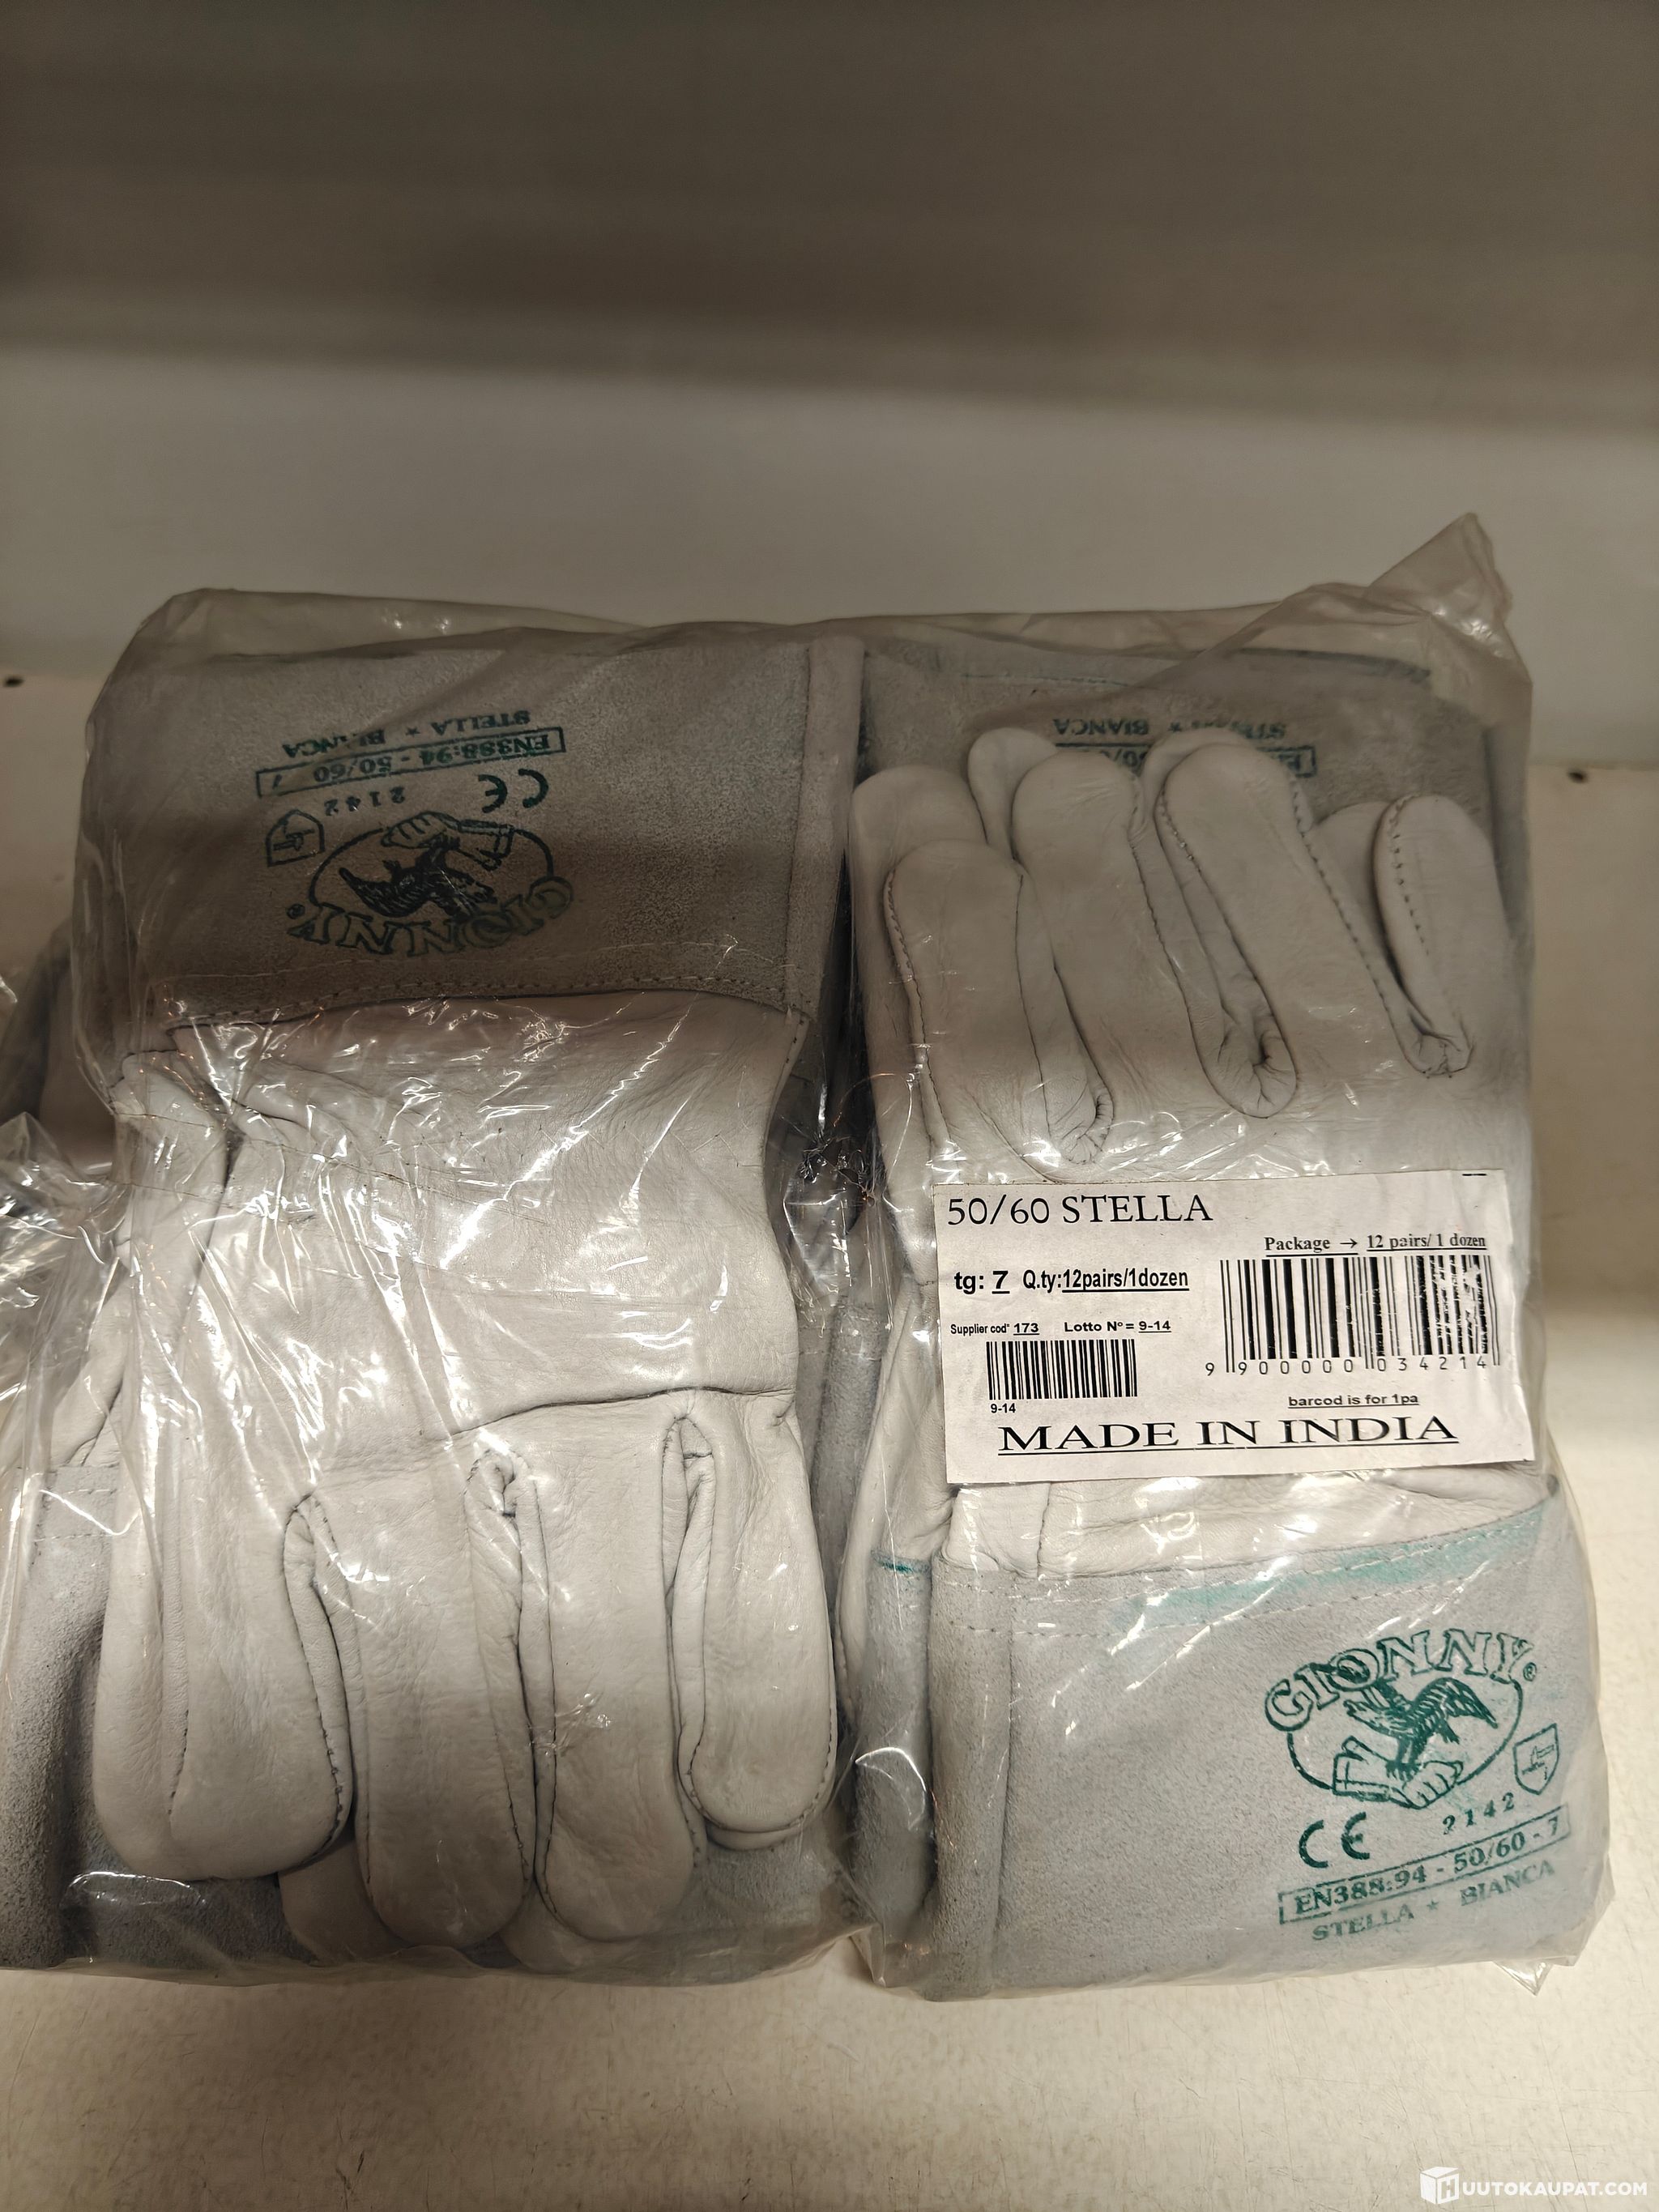 STELLA ★ BIANCA
EN388:94 - 50/60 7
CE
2142
GIONNY®
BIANCA
50/60 STELLA
Package → 12 pairs/ 1 dozen
tg: 7 Q.ty:12pairs/1dozen
Supplier cod° 173 Lotto N° = 9-14
9 900000 034214
9-14
barcod is for 1pa
MADE IN INDIA
GIONNY®
CE 2142
EN388:94 - 50/60 - 7
STELLA ★ BIANCA
HUUTOKAUPAT.COM